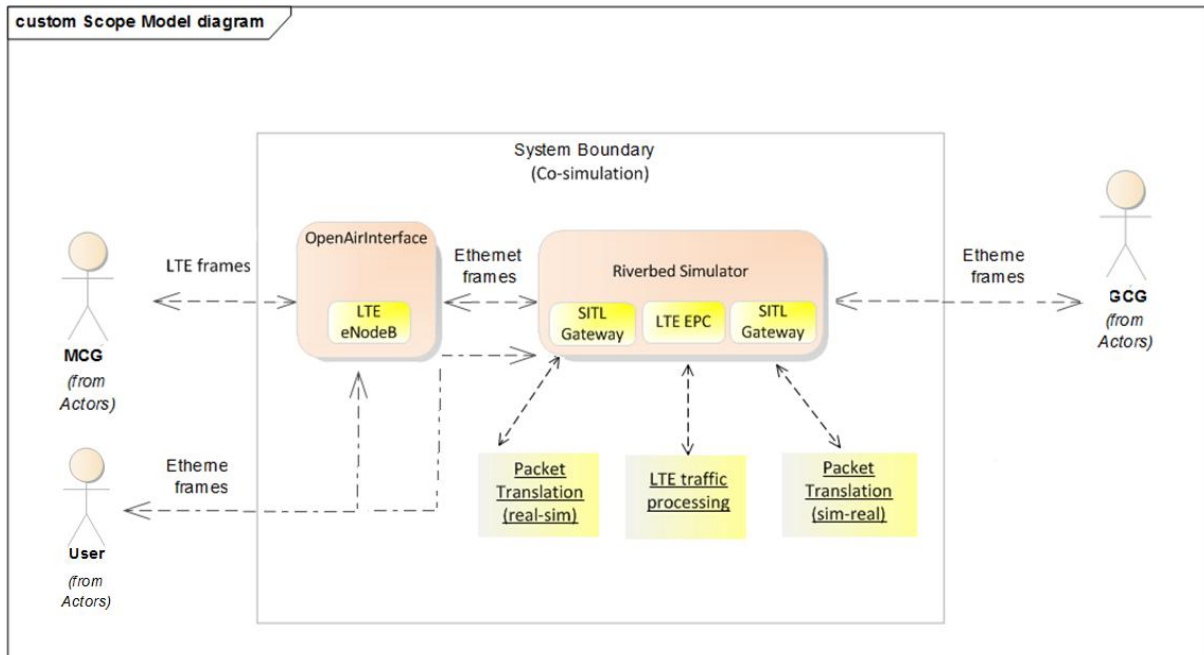 custom Scope Model diagram
System Boundary
(Co-simulation)
OpenAirInterface
LTE
eNodeB
Ethernet
frames
Riverbed Simulator
SITL
Gateway
LTE EPC
SITL
Gateway
LTE frames
Etheme
frames
MCG
(from
Actors)
GCG
(from
Actors)
Etheme
frames
User
(from
Actors)
Packet
Translation
(real-sim)
LTE traffic
processing
Packet
Translation
(sim-real)